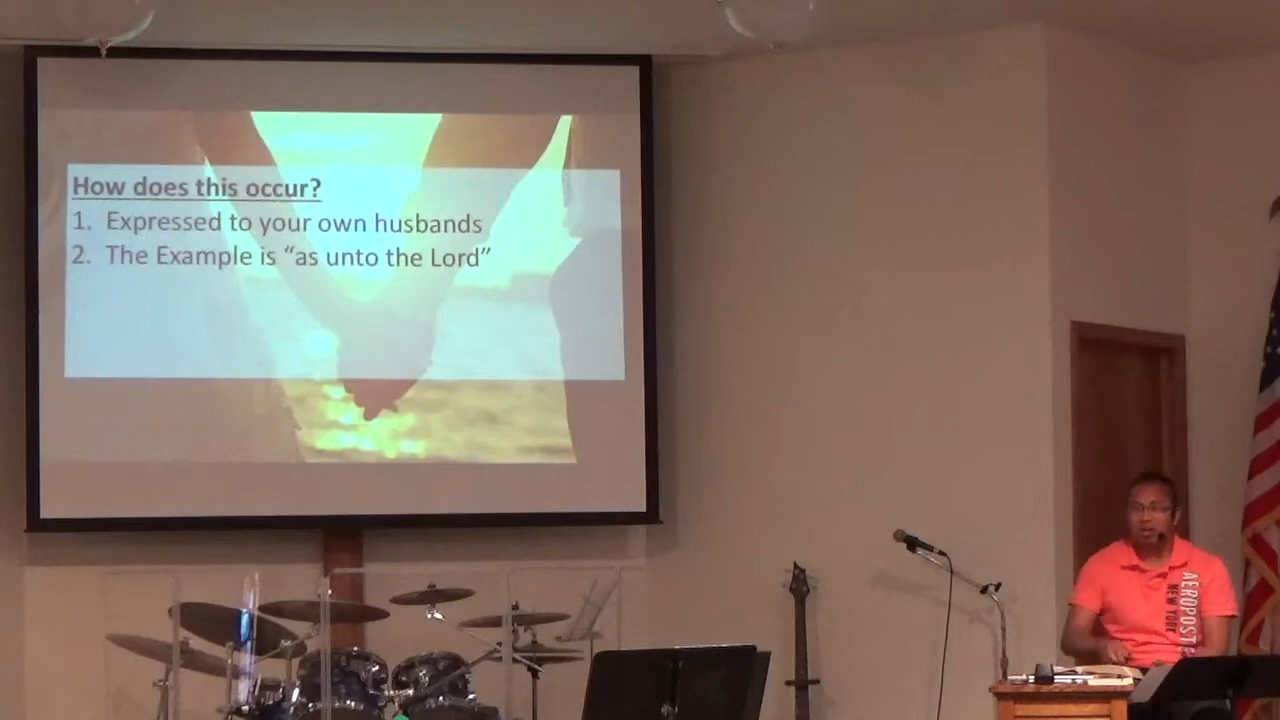 How does this occur?
1. Expressed to your own husbands
2. The Example is “as unto the Lord”
AEROPOSTALE
NEW YORK